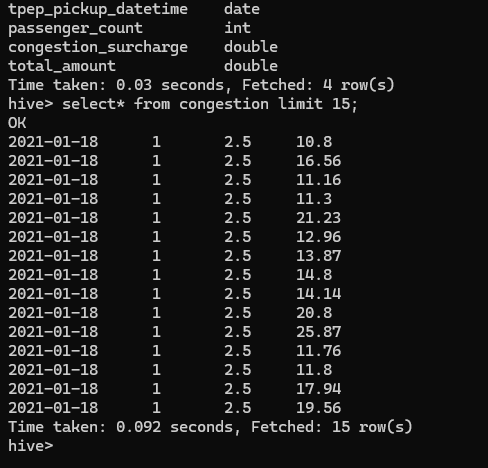 tpep_pickup_datetime    date
passenger_count         int
congestion_surcharge    double
total_amount            double
Time taken: 0.03 seconds, Fetched: 4 row(s)
hive> select* from congestion limit 15;
OK
2021-01-18      1       2.5     10.8
2021-01-18      1       2.5     16.56
2021-01-18      1       2.5     11.16
2021-01-18      1       2.5     11.3
2021-01-18      1       2.5     21.23
2021-01-18      1       2.5     12.96
2021-01-18      1       2.5     13.87
2021-01-18      1       2.5     14.8
2021-01-18      1       2.5     14.14
2021-01-18      1       2.5     20.8
2021-01-18      1       2.5     25.87
2021-01-18      1       2.5     11.76
2021-01-18      1       2.5     11.8
2021-01-18      1       2.5     17.94
2021-01-18      1       2.5     19.56
Time taken: 0.092 seconds, Fetched: 15 row(s)
hive>